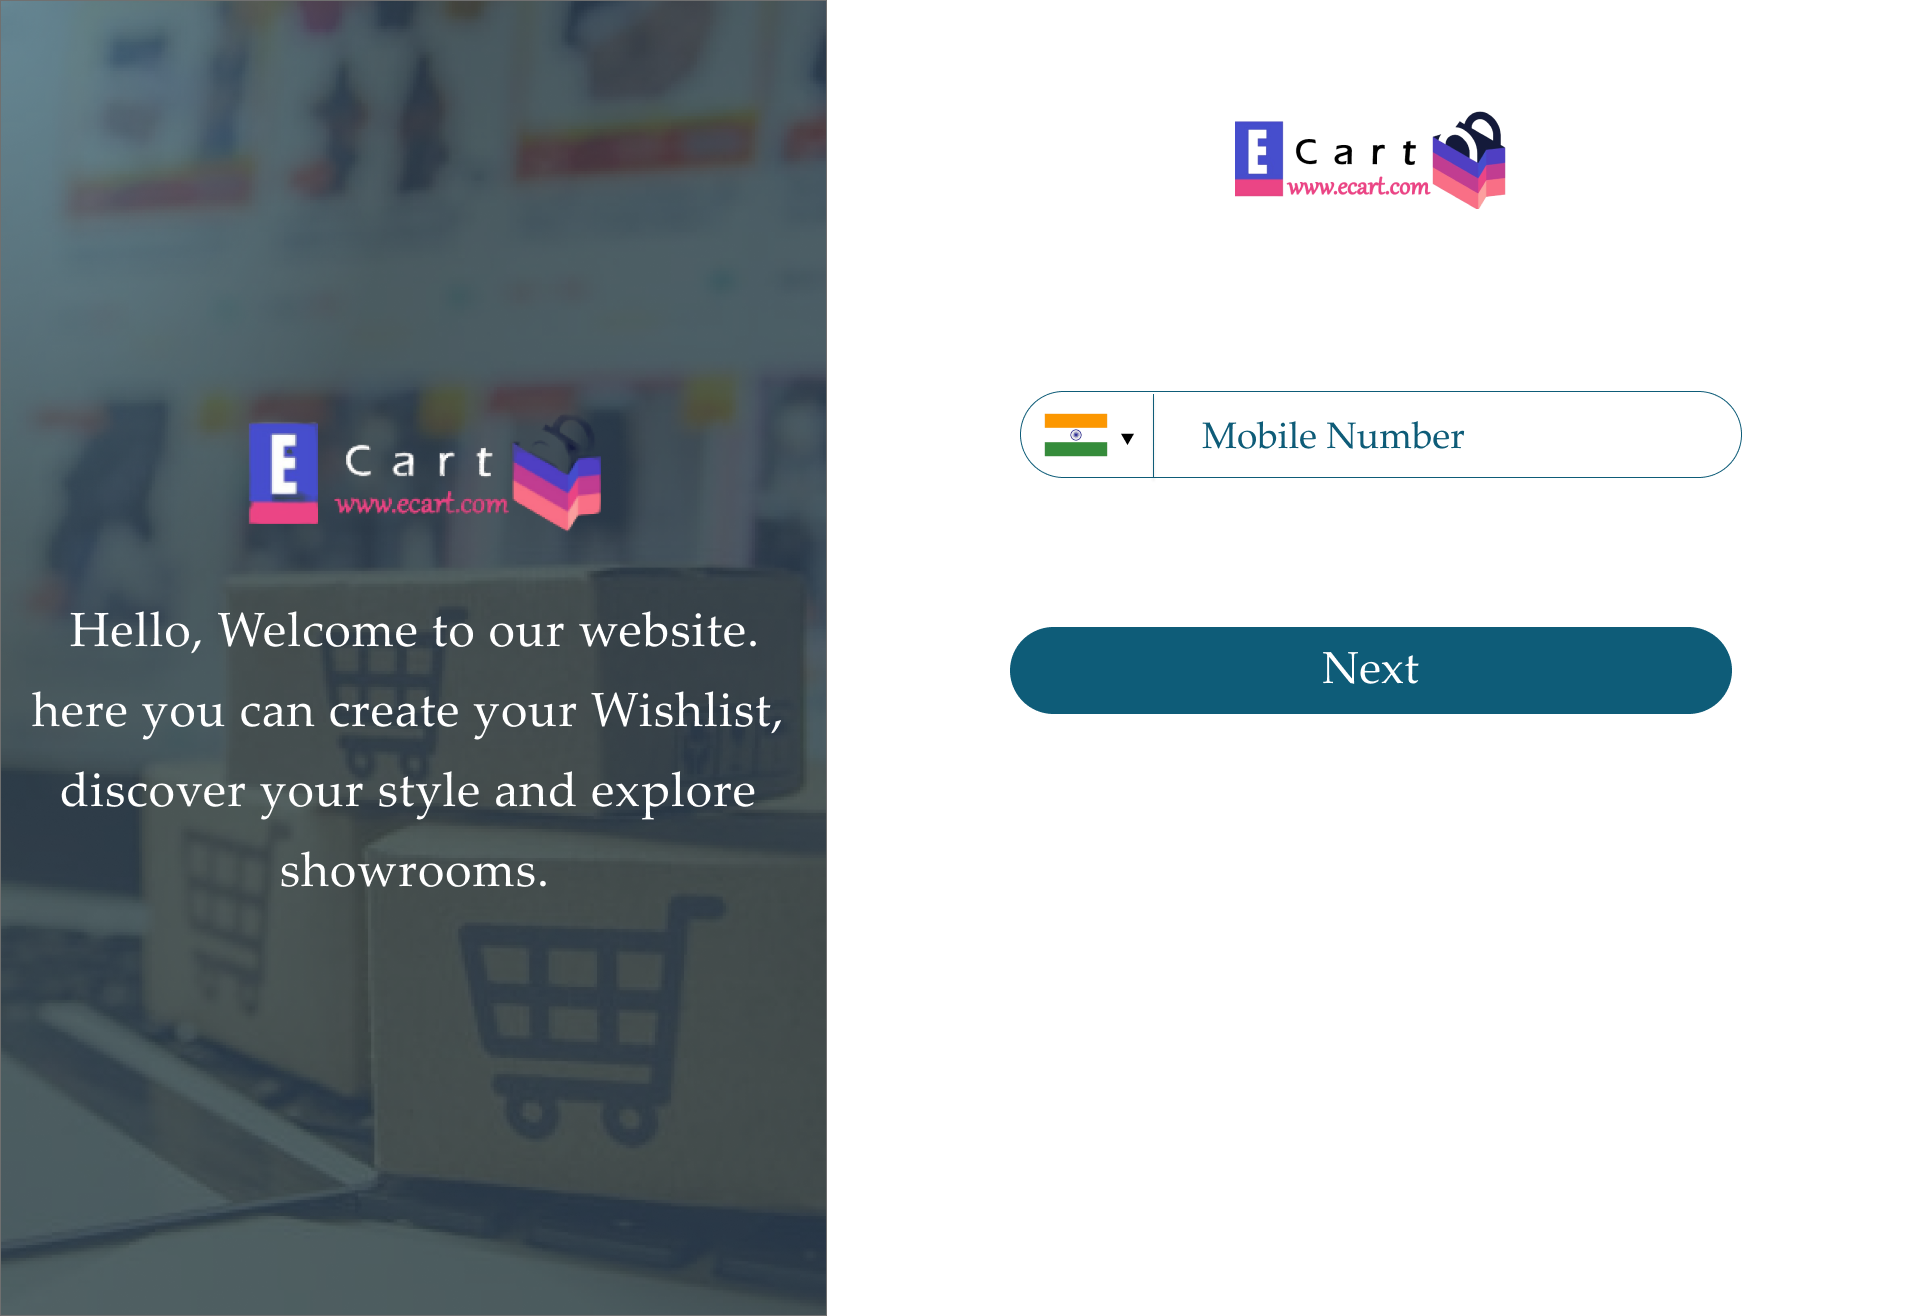 E Cart
www.ecart.com
Hello, Welcome to our website.
here you can create your Wishlist,
discover your style and explore
showrooms.
E Cart
www.ecart.com
Mobile Number
Next